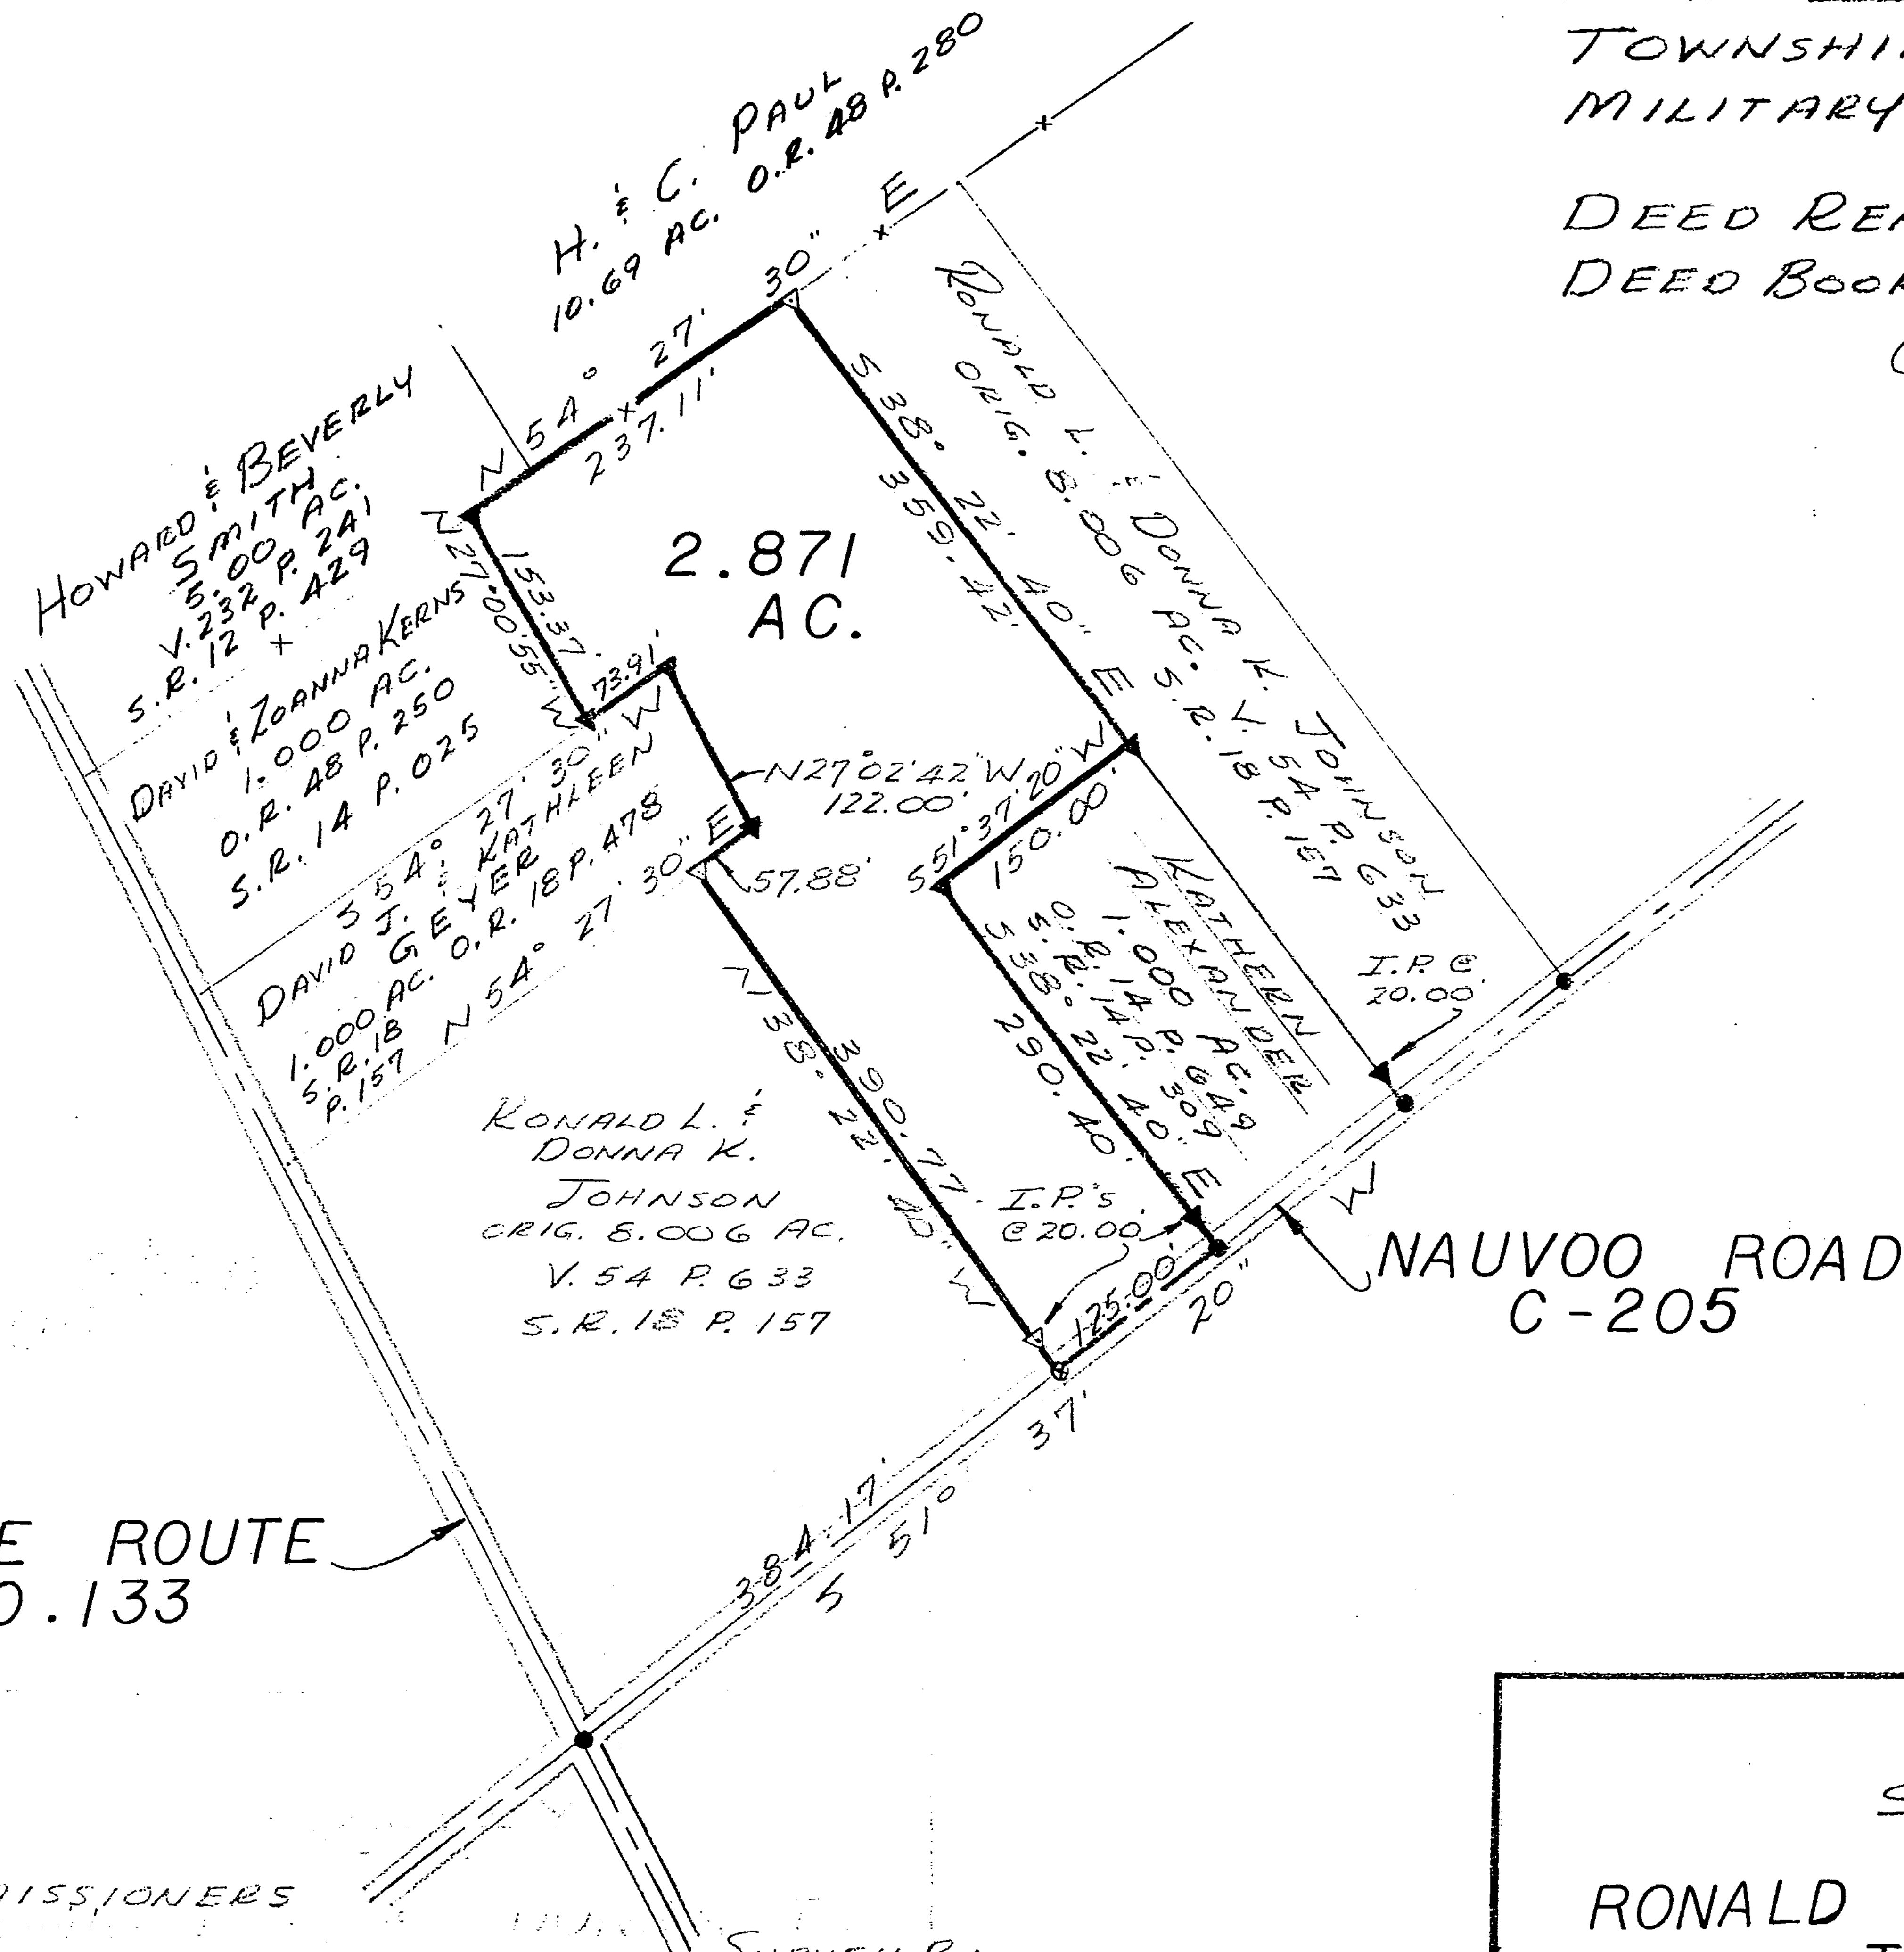 TOWNSHI
MILITARY
DEED REA
DEED BOOK
H. & C. PAUL
10.69 AC. O.R. 48 P. 280
N 54° 27' 30" E
237.11'
HOWARD & BEVERLY
SMITH
5.00 AC.
V. 232 P. 241
S.R. 12 P. 429
DAVID & ZOANNA KERNS
1.000 AC.
O.R. 48 P. 250
S.R. 14 P. 025
N 27°00'55" W
153.37'
2.871
AC.
S 38° 22' 40" E
359.42'
RONALD L. & DONNA K. JOHNSON
ORIG. 8.006 AC. V. 54 P. 633
S.R. 18 P. 157
73.91'
S 54° 27' 30" W
DAVID J. & KATHLEEN
GEYER
1.000 AC. O.R. 18 P. 478
S.R. 18
P. 157
N 54° 27' 30" E
57.88'
N27°02'42"W
122.00'
S51°37'20"W
150.00'
KATHERN
ALEXANDER
1.000 AC.
O.R. 14 P. 649
S.R. 14 P. 309
S 38° 22' 40" E
290.40'
I.P. @
20.00'
N 38° 22' 40" W
390.77'
RONALD L. &
DONNA K.
JOHNSON
ORIG. 8.006 AC.
V. 54 P. 633
S.R. 18 P. 157
I.P.'s
@ 20.00'
125.00'
NAUVOO ROAD
C-205
384.17'
S 51° 37' 20" W
E ROUTE
O. 133
ISSIONERS
S
RONALD